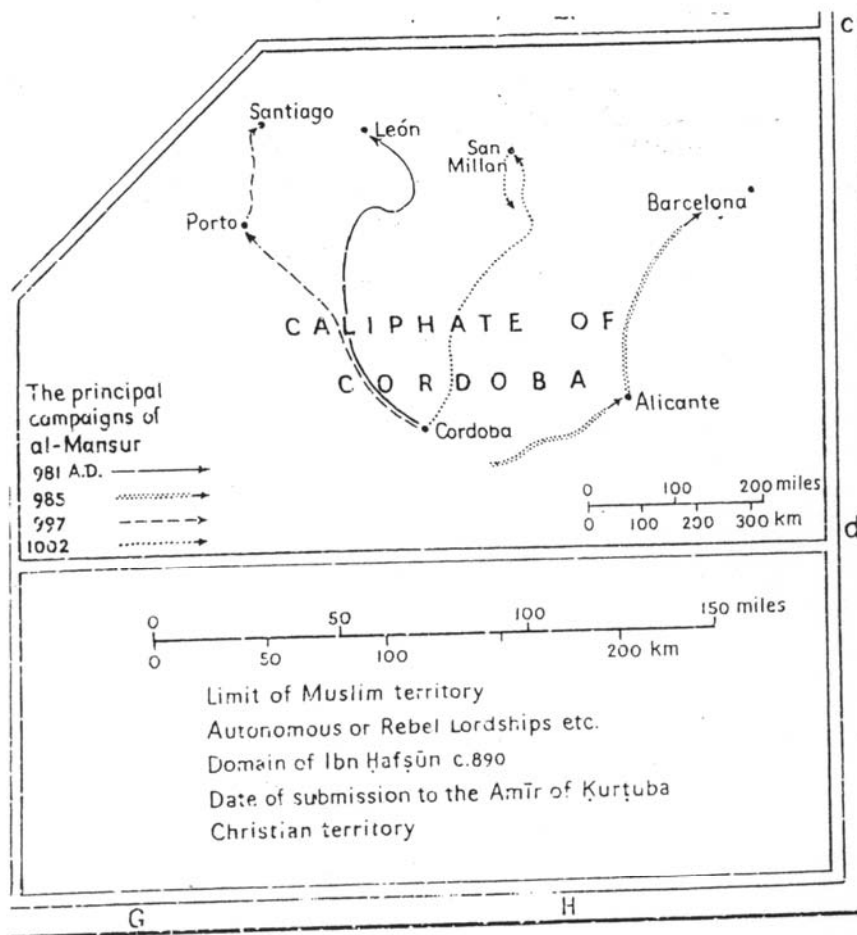 c
Santiago
León
San
Millan
Barcelona
Porto
CALIPHATE OF
CORDOBA
Alicante
Cordoba
The principal
campaigns of
al-Mansur
981 A.D.
985
997
1002
0 100 200 miles
0 100 200 300 km
d
0 50 100 150 miles
0 50 100 200 km
Limit of Muslim territory
Autonomous or Rebel Lordships etc.
Domain of Ibn Ḥafṣūn c.890
Date of submission to the Amīr of Ḳurṭuba
Christian territory
G H